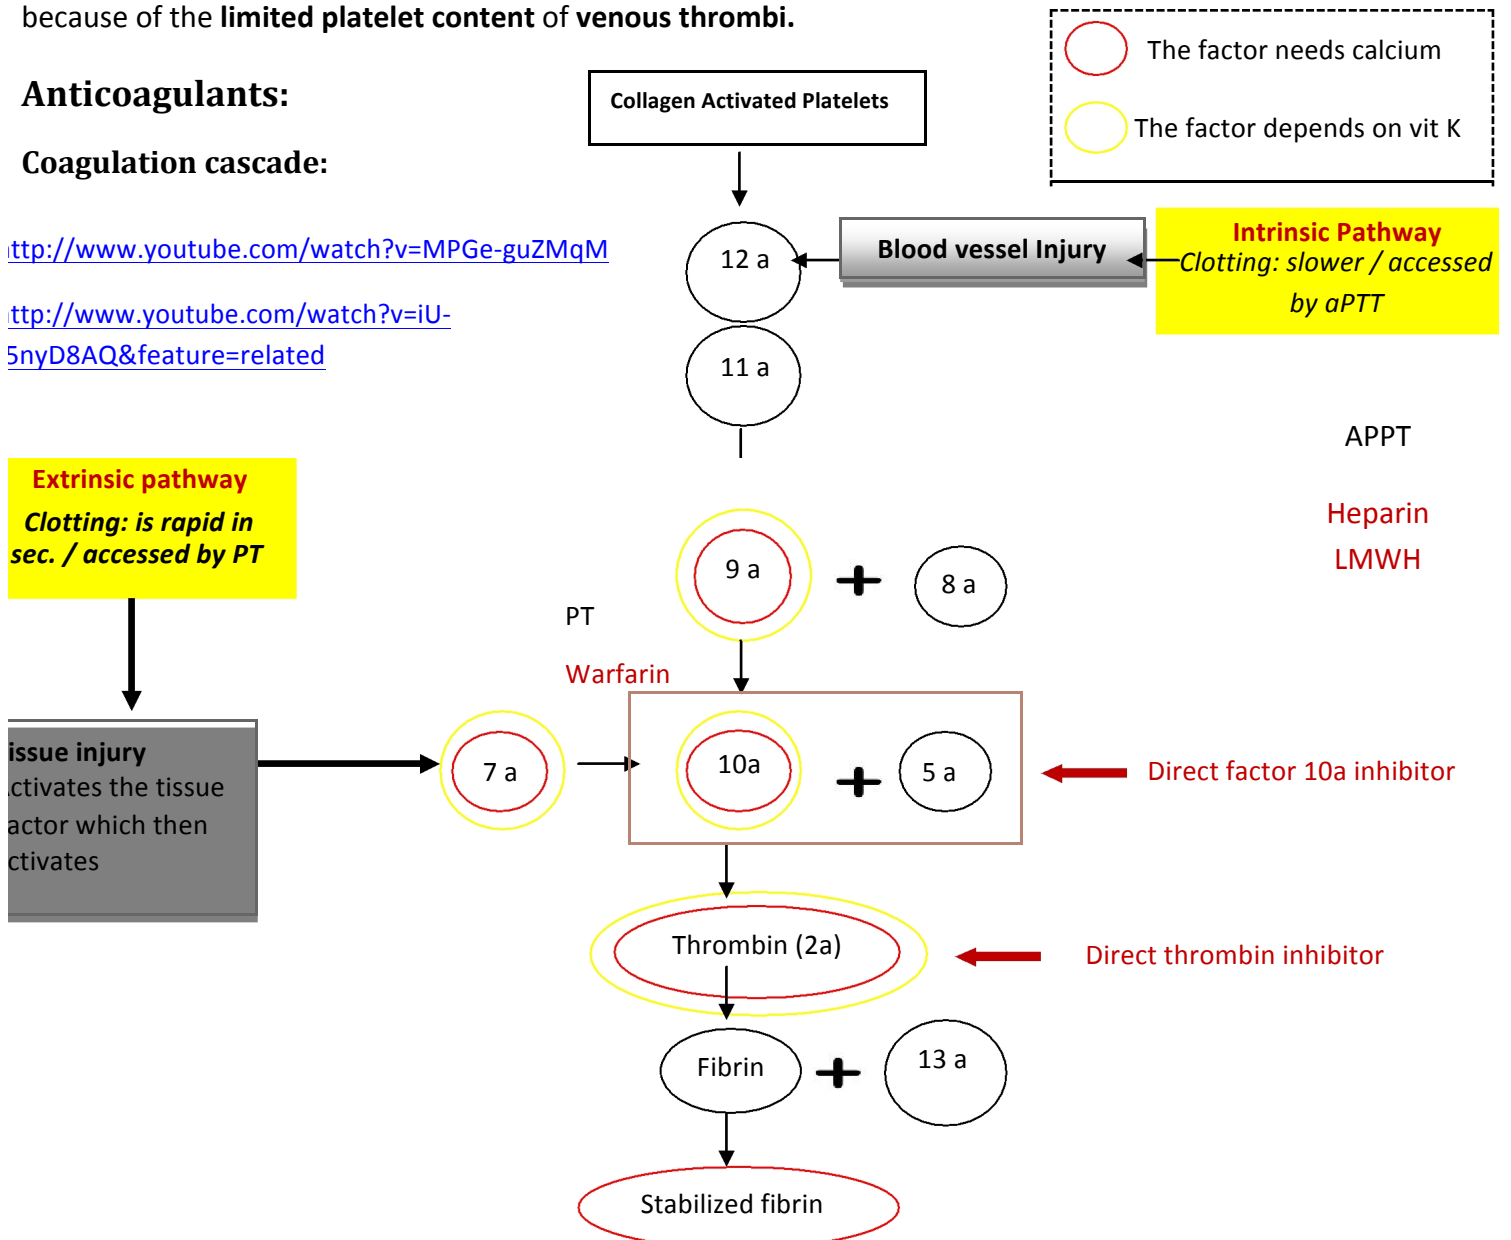 because of the limited platelet content of venous thrombi.
The factor needs calcium
The factor depends on vit K
Anticoagulants:
Collagen Activated Platelets
Coagulation cascade:
ttp://www.youtube.com/watch?v=MPGe-guZMqM
ttp://www.youtube.com/watch?v=iU-
5nyD8AQ&feature=related
12 a
Blood vessel Injury
Intrinsic Pathway
Clotting: slower / accessed
by aPTT
11 a
APPT
Heparin
LMWH
Extrinsic pathway
Clotting: is rapid in
sec. / accessed by PT
9 a
+
8 a
PT
Warfarin
issue injury
ctivates the tissue
actor which then
ctivates
7 a
10a
+
5 a
Direct factor 10a inhibitor
Thrombin (2a)
Direct thrombin inhibitor
Fibrin
+
13 a
Stabilized fibrin